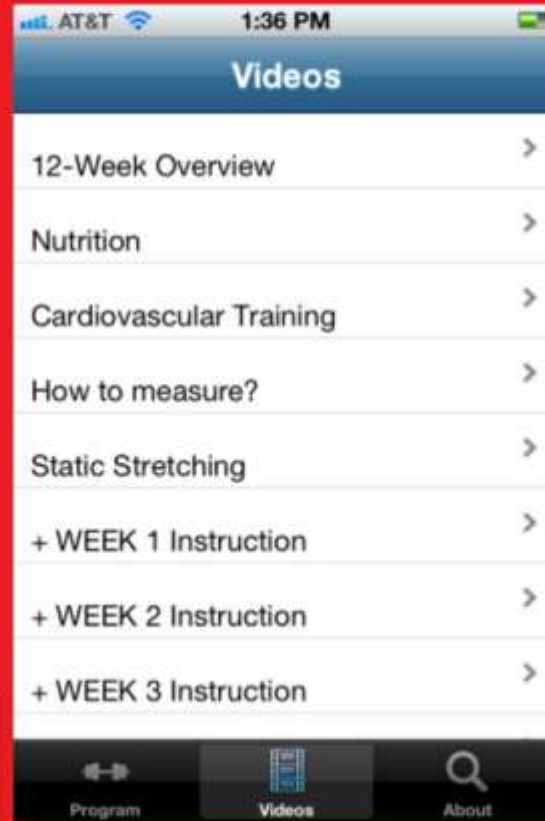 AT&T 1:36 PM
Videos
12-Week Overview
Nutrition
Cardiovascular Training
How to measure?
Static Stretching
+ WEEK 1 Instruction
+ WEEK 2 Instruction
+ WEEK 3 Instruction
Program Videos About